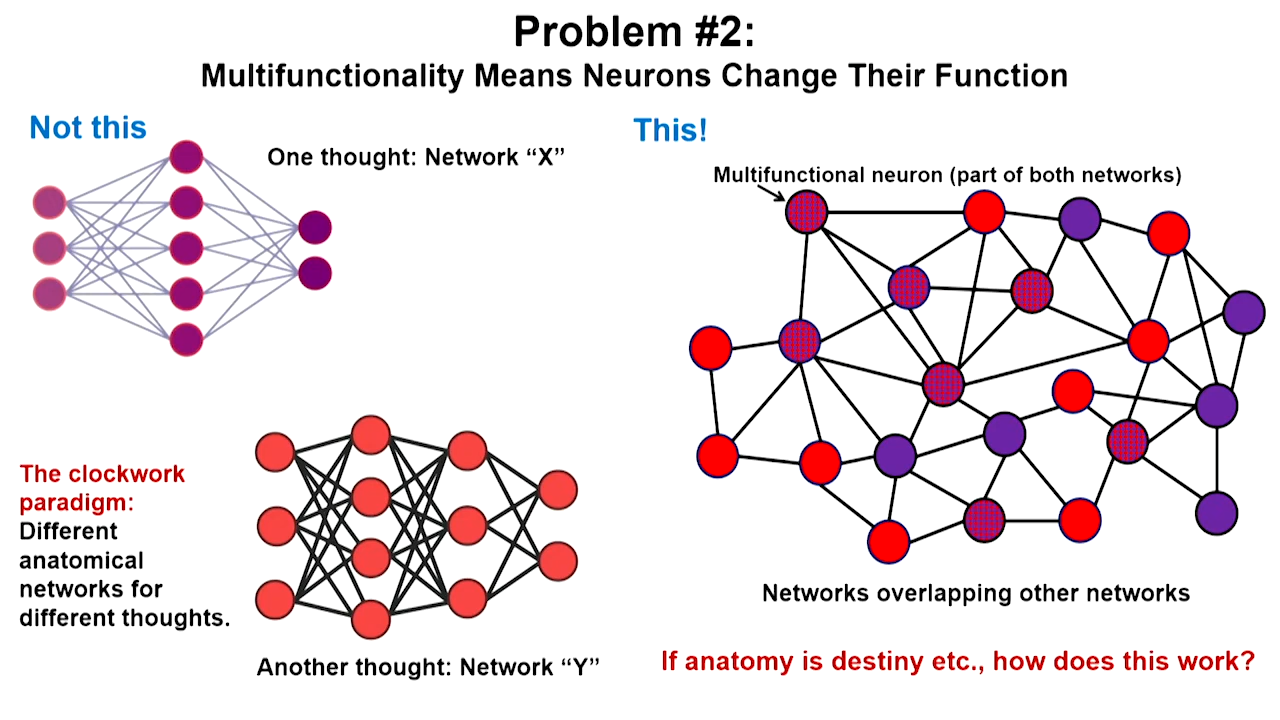 Problem #2:
Multifunctionality Means Neurons Change Their Function
Not this
One thought: Network “X”
The clockwork
paradigm:
Different
anatomical
networks for
different thoughts.
Another thought: Network “Y”
This!
Multifunctional neuron (part of both networks)
Networks overlapping other networks
If anatomy is destiny etc., how does this work?